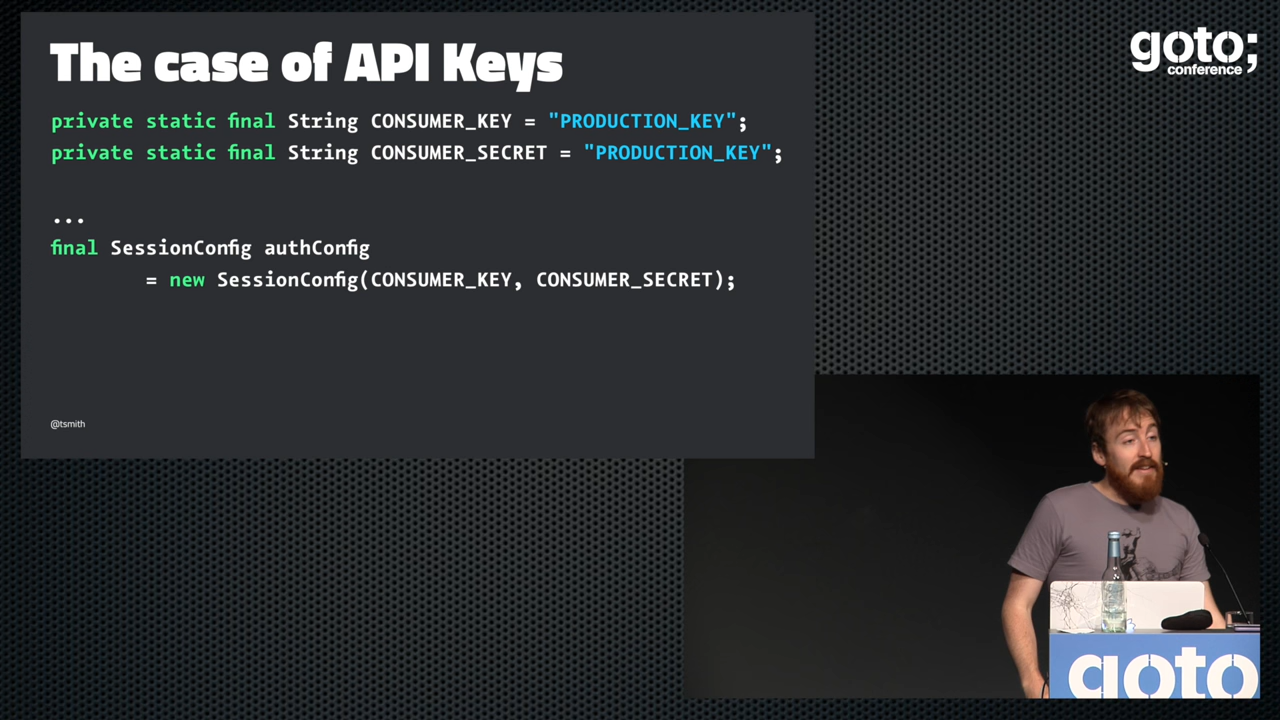 The case of API Keys
private static final String CONSUMER_KEY = "PRODUCTION_KEY";
private static final String CONSUMER_SECRET = "PRODUCTION_KEY";
...
final SessionConfig authConfig
= new SessionConfig(CONSUMER_KEY, CONSUMER_SECRET);
@tsmith
goto;
conference
goto